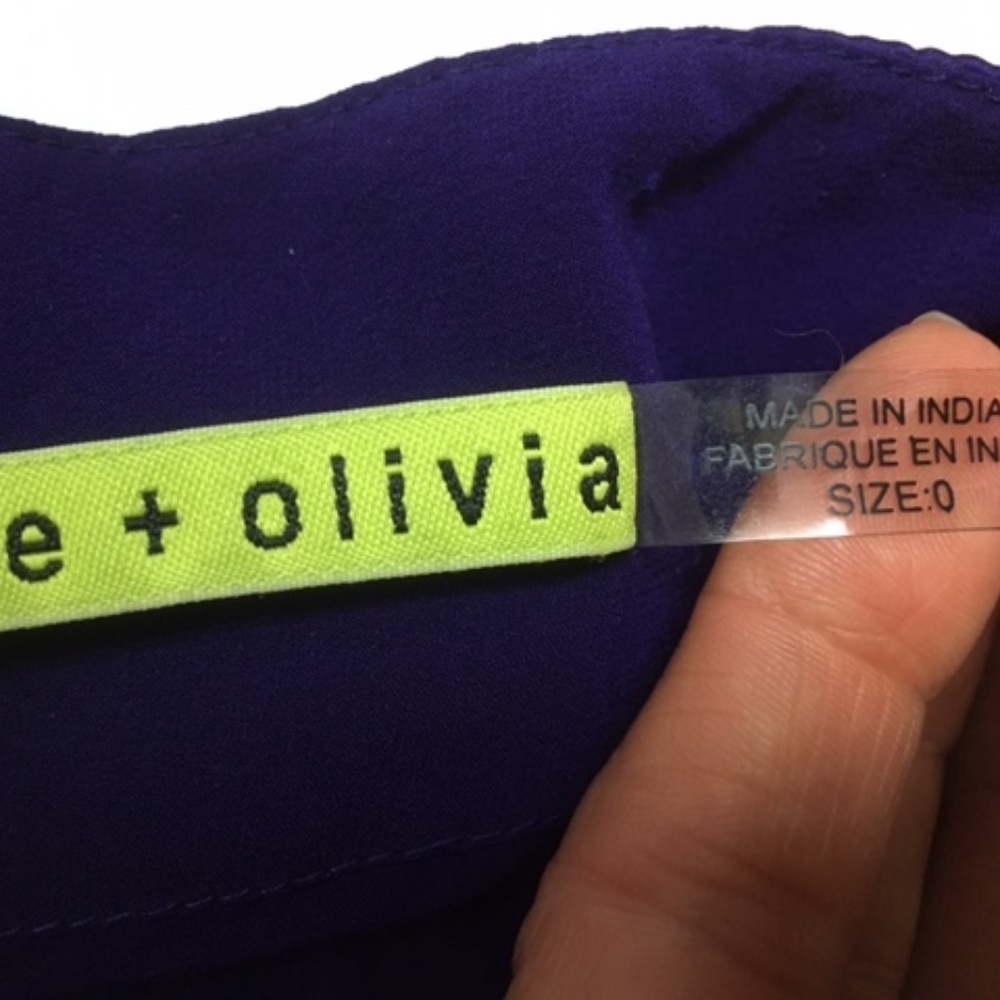 e + olivia
MADE IN INDIA
FABRIQUE EN IN
SIZE:0